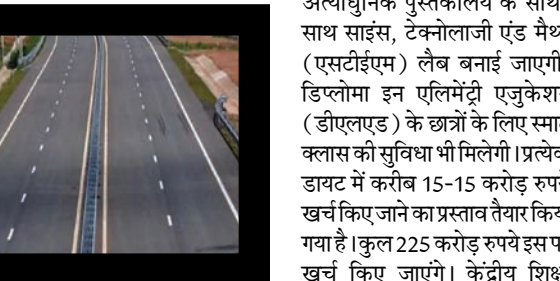 अत्याधुनिक पुस्तकालय के साथ
साथ साइंस, टेक्नोलाजी एंड मैथ
(एसटीईएम) लैब बनाई जाएगी
डिप्लोमा इन एलिमेंट्री एजुकेश
(डीएलएड) के छात्रों के लिए स्मा
क्लास की सुविधा भी मिलेगी।प्रत्येक
डायट में करीब 15-15 करोड़ रुप
खर्च किए जाने का प्रस्ताव तैयार किय
गया है।कुल 225 करोड़ रुपये इस प
खर्च किए जाएंगे। केंद्रीय शिक्ष